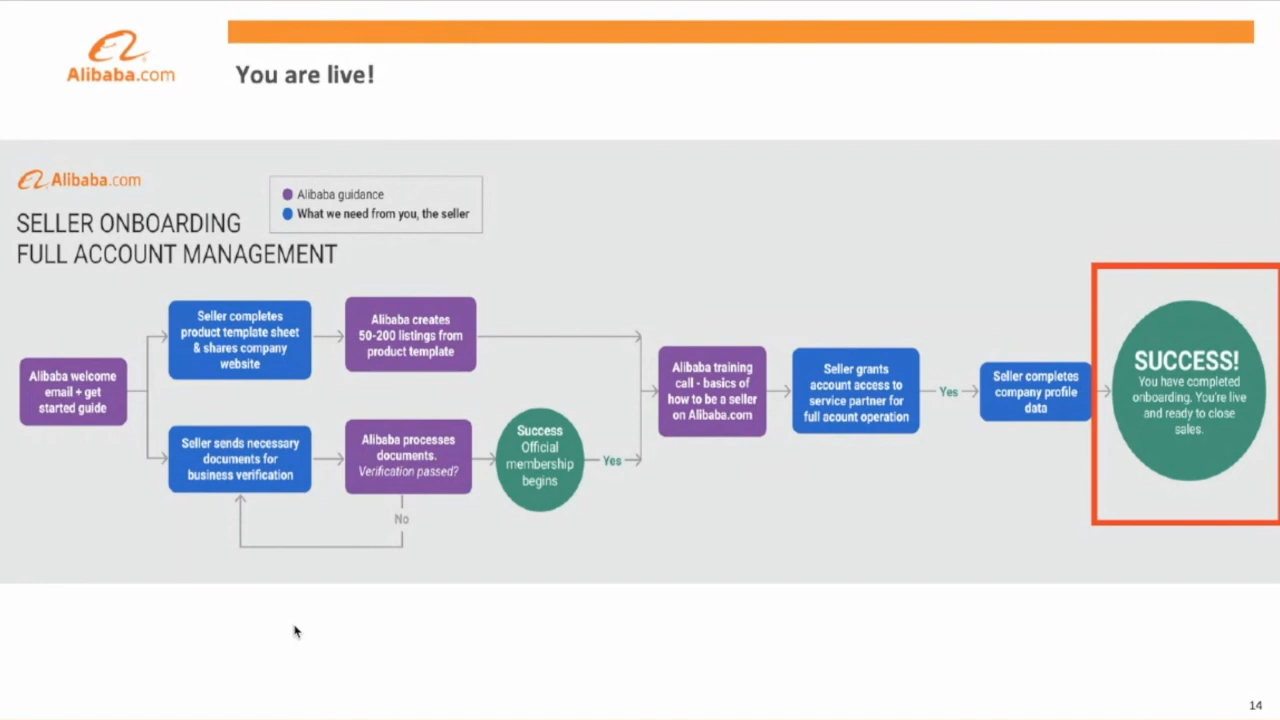 Alibaba.com
You are live!
Alibaba.com
SELLER ONBOARDING
FULL ACCOUNT MANAGEMENT
Alibaba guidance
What we need from you, the seller
Alibaba welcome
email + get
started guide
Seller completes
product template sheet
& shares company
website
Alibaba creates
50-200 listings from
product template
Seller sends necessary
documents for
business verification
Alibaba processes
documents.
Verification passed?
No
Success
Official
membership
begins
Yes
Alibaba training
call - basics of
how to be a seller
on Alibaba.com
Seller grants
account access to
service partner for
full acount operation
Yes
Seller completes
company profile
data
SUCCESS!
You have completed
onboarding. You're live
and ready to close
sales.
14